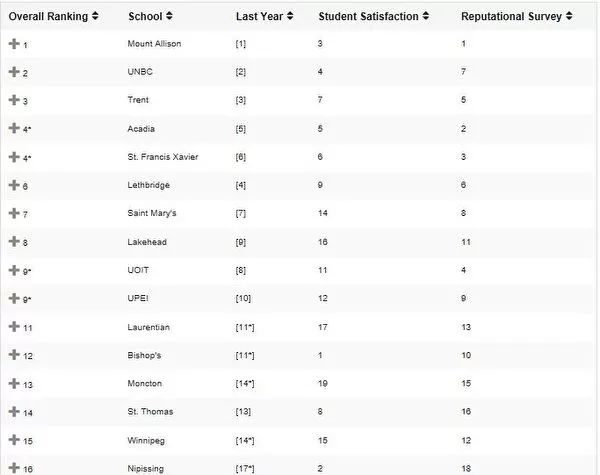 Overall Ranking School Last Year Student Satisfaction Reputational Survey
1 Mount Allison [1] 3 1
2 UNBC [2] 4 7
3 Trent [3] 7 5
4* Acadia [5] 5 2
4* St. Francis Xavier [6] 6 3
6 Lethbridge [4] 9 6
7 Saint Mary's [7] 14 8
8 Lakehead [9] 16 11
9* UOIT [8] 11 4
9* UPEI [10] 12 9
11 Laurentian [11*] 17 13
12 Bishop's [11*] 1 10
13 Moncton [14*] 19 15
14 St. Thomas [13] 8 16
15 Winnipeg [14*] 15 12
16 Nipissing [17*] 2 18